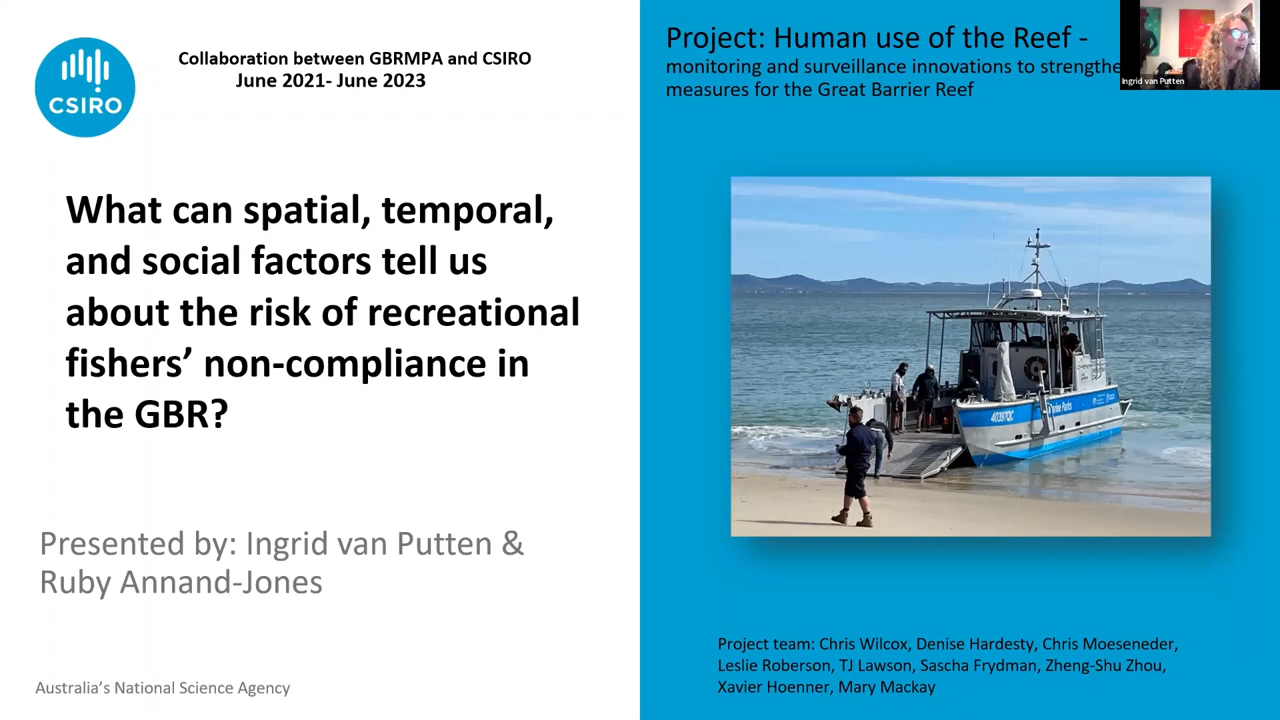 CSIRO
Collaboration between GBRMPA and CSIRO
June 2021- June 2023
What can spatial, temporal,
and social factors tell us
about the risk of recreational
fishers’ non-compliance in
the GBR?
Presented by: Ingrid van Putten &
Ruby Annand-Jones
Australia’s National Science Agency
Project: Human use of the Reef -
monitoring and surveillance innovations to strengthe
measures for the Great Barrier Reef
Ingrid van Putten
Marine Parks
Project team: Chris Wilcox, Denise Hardesty, Chris Moeseneder,
Leslie Roberson, TJ Lawson, Sascha Frydman, Zheng-Shu Zhou,
Xavier Hoenner, Mary Mackay